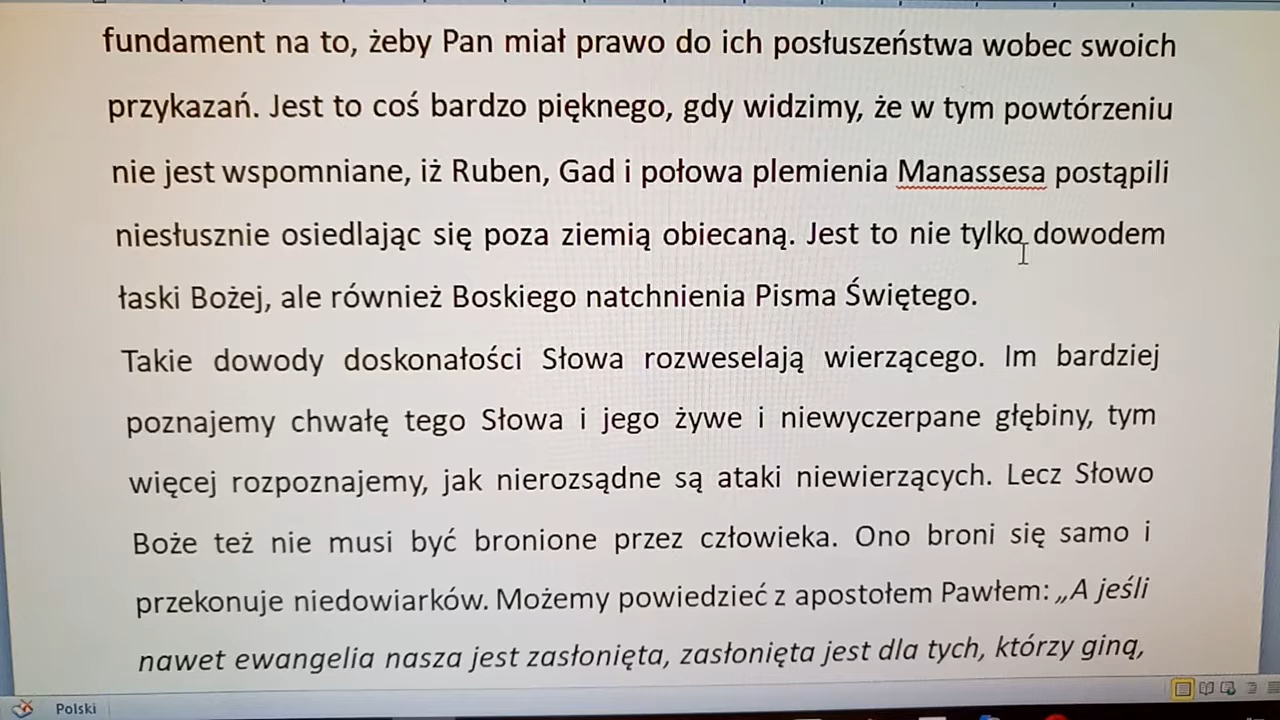 fundament na to, żeby Pan miał prawo do ich posłuszeństwa wobec swoich
przykazań. Jest to coś bardzo pięknego, gdy widzimy, że w tym powtórzeniu
nie jest wspomniane, iż Ruben, Gad i połowa plemienia Manassesa postąpili
niesłusznie osiedlając się poza ziemią obiecaną. Jest to nie tylko dowodem
łaski Bożej, ale również Boskiego natchnienia Pisma Świętego.
Takie dowody doskonałości Słowa rozweselają wierzącego. Im bardziej
poznajemy chwałę tego Słowa i jego żywe i niewyczerpane głębiny, tym
więcej rozpoznajemy, jak nierozsądne są ataki niewierzących. Lecz Słowo
Boże też nie musi być bronione przez człowieka. Ono broni się samo i
przekonuje niedowiarków. Możemy powiedzieć z apostołem Pawłem: „A jeśli
nawet ewangelia nasza jest zasłonięta, zasłonięta jest dla tych, którzy giną,
Polski